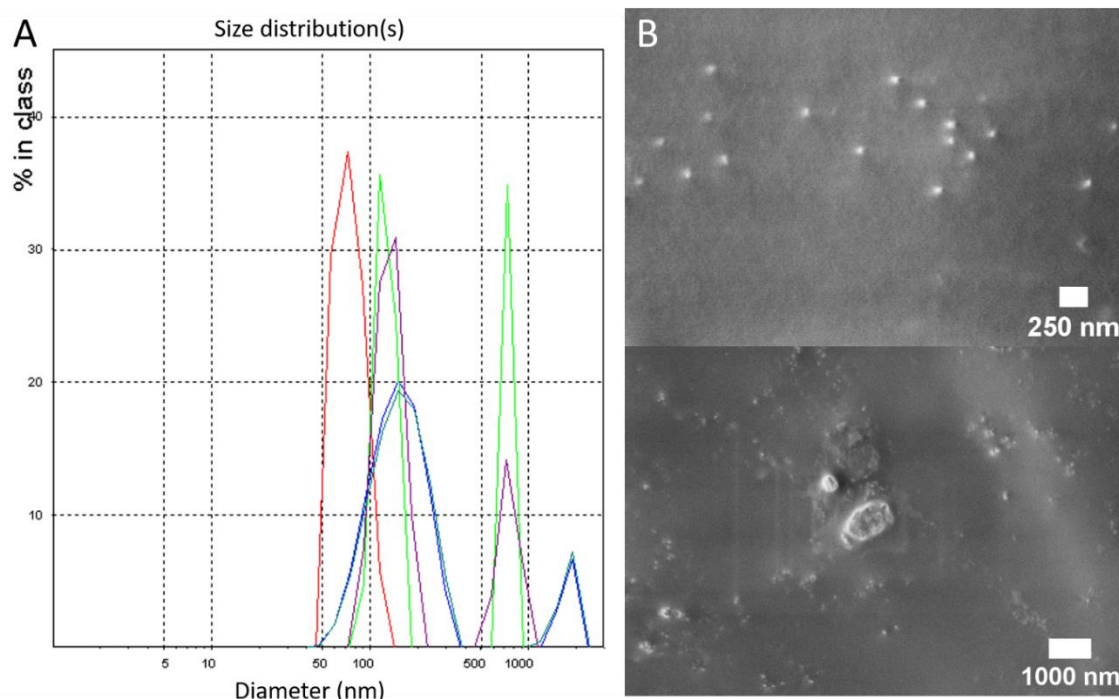 A
Size distribution(s)
% in class
40
30
20
10
5 10 50 100 500 1000
Diameter (nm)
B
250 nm
1000 nm